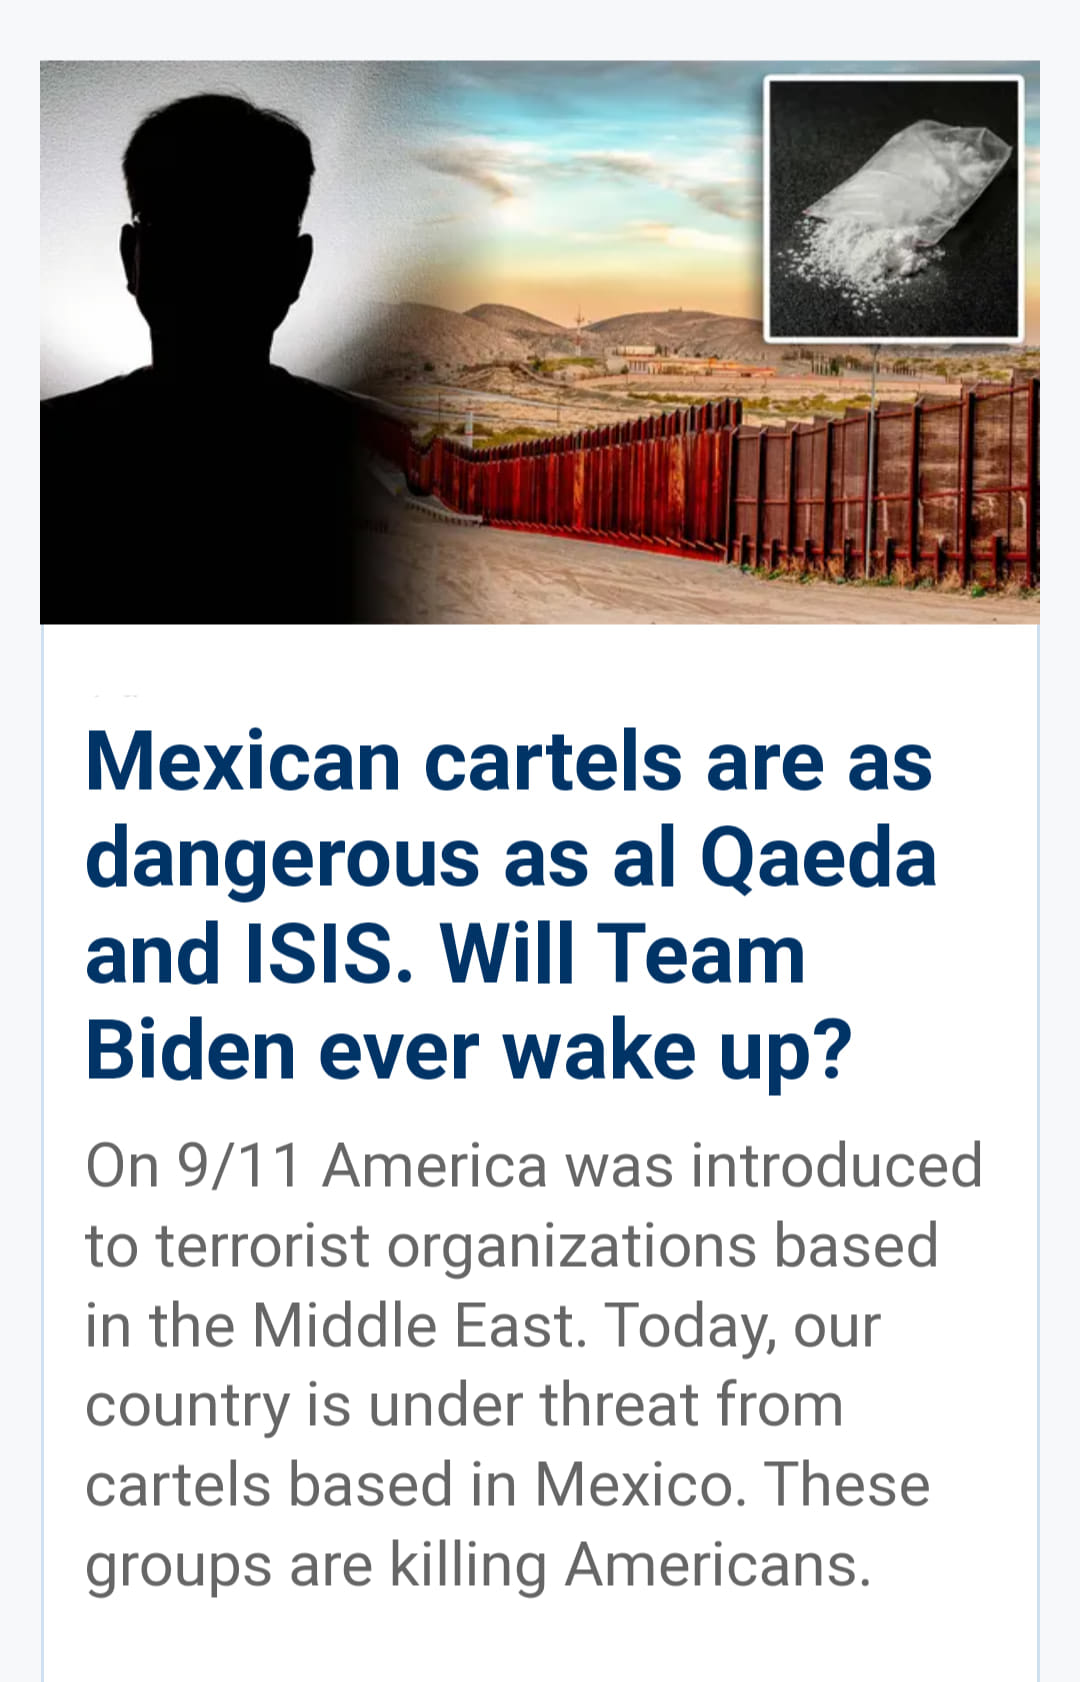 Mexican cartels are as
dangerous as al Qaeda
and ISIS. Will Team
Biden ever wake up?
On 9/11 America was introduced
to terrorist organizations based
in the Middle East. Today, our
country is under threat from
cartels based in Mexico. These
groups are killing Americans.